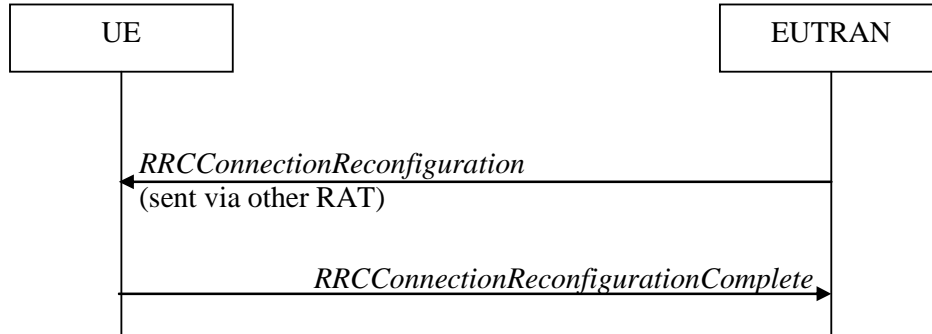 UE
EUTRAN
RRCConnectionReconfiguration
(sent via other RAT)
RRCConnectionReconfigurationComplete